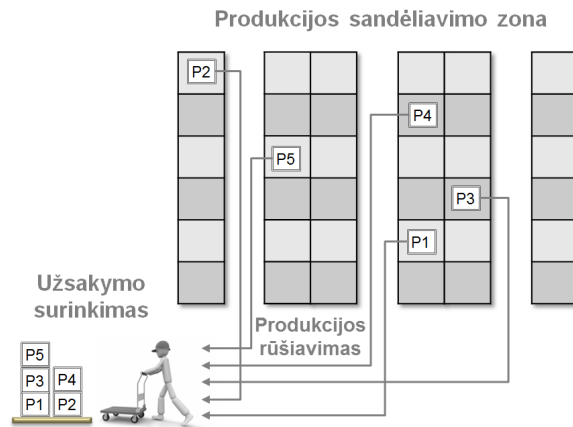 Produkcijos sandėliavimo zona
P2
P4
P5
P3
P1
Užsakymo
surinkimas
Produkcijos
rūšiavimas
P5
P3 P4
P1 P2